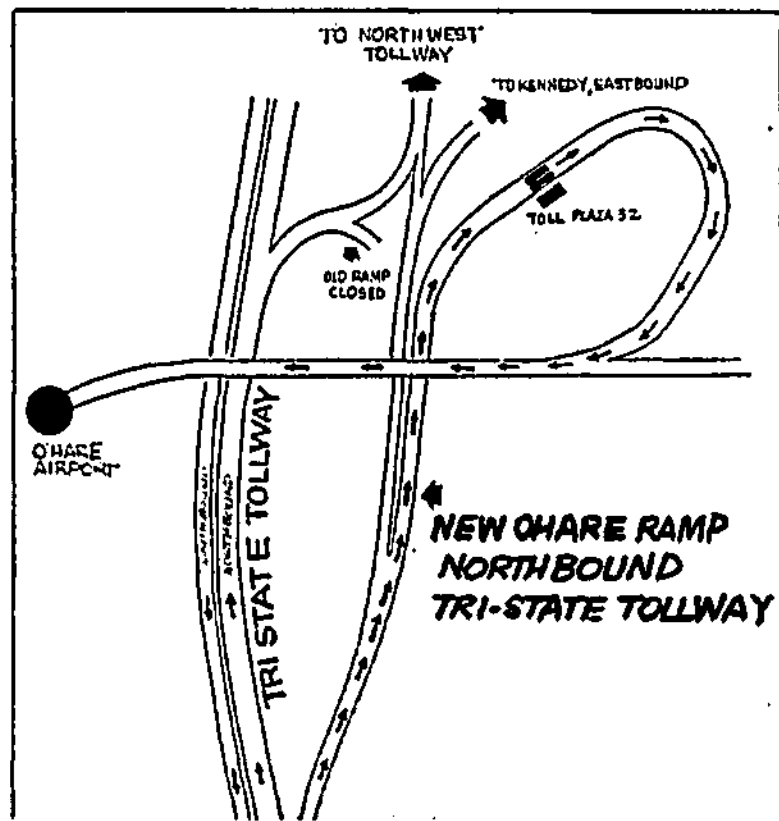 TO NORTHWEST
TOLLWAY
TO KENNEDY, EASTBOUND
TOLL PLAZA 32
OLD RAMP
CLOSED
O'HARE
AIRPORT
SOUTHBOUND
NORTHBOUND
TRI STATE TOLLWAY
NEW OHARE RAMP
NORTHBOUND
TRI-STATE TOLLWAY